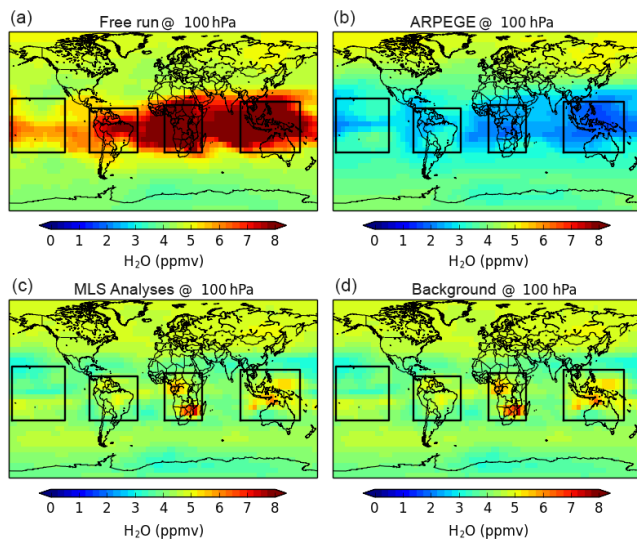 (a) Free run @ 100 hPa
(b) ARPEGE @ 100 hPa
0 1 2 3 4 5 6 7 8
H₂O (ppmv)
0 1 2 3 4 5 6 7 8
H₂O (ppmv)
(c) MLS Analyses @ 100 hPa
(d) Background @ 100 hPa
0 1 2 3 4 5 6 7 8
H₂O (ppmv)
0 1 2 3 4 5 6 7 8
H₂O (ppmv)